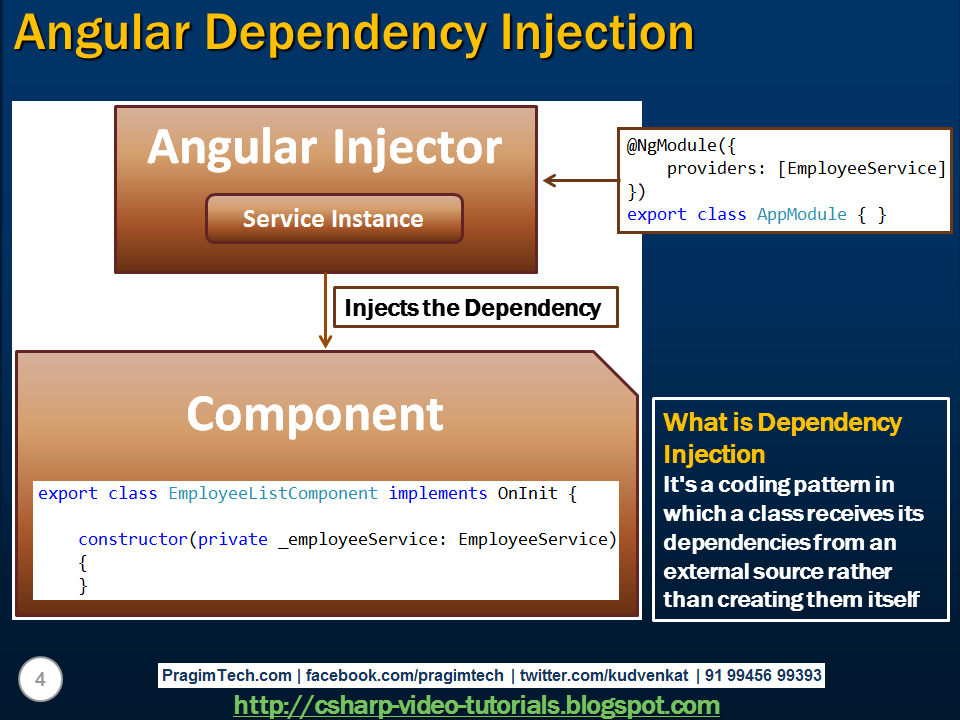 Angular Dependency Injection
Angular Injector
Service Instance
@NgModule({
    providers: [EmployeeService]
})
export class AppModule { }
Injects the Dependency
Component
export class EmployeeListComponent implements OnInit {
    constructor(private _employeeService: EmployeeService)
    {
    }
What is Dependency
Injection
It's a coding pattern in
which a class receives its
dependencies from an
external source rather
than creating them itself
4
PragimTech.com | facebook.com/pragimtech | twitter.com/kudvenkat | 91 99456 99393
http://csharp-video-tutorials.blogspot.com